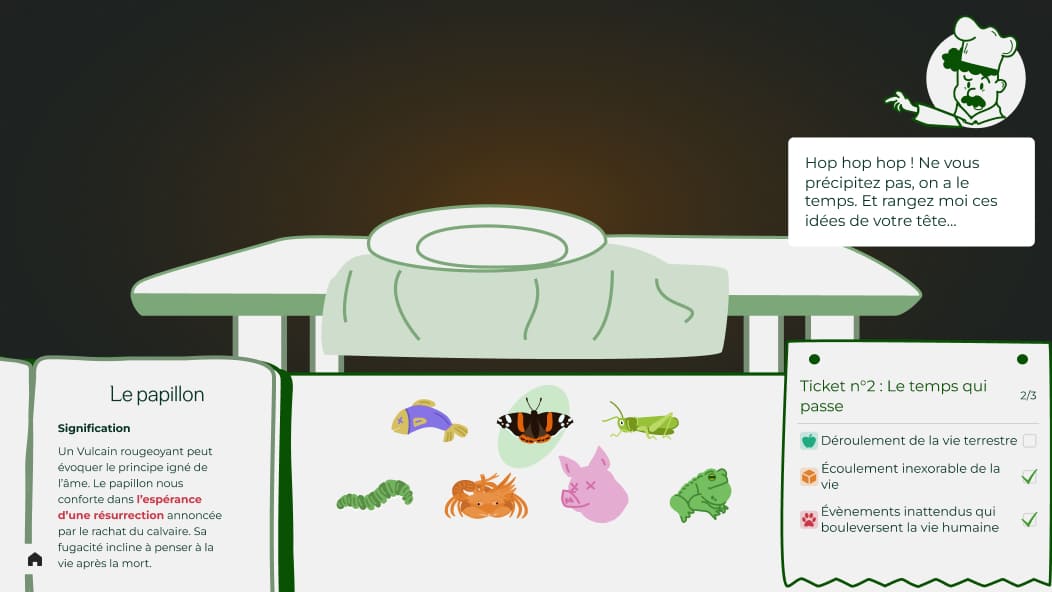 Hop hop hop ! Ne vous
précipitez pas, on a le
temps. Et rangez moi ces
idées de votre tête...
Le papillon
Signification
Un Vulcain rougeoyant peut
évoquer le principe igné de
l'âme. Le papillon nous
conforte dans l'espérance
d'une résurrection annoncée
par le rachat du calvaire. Sa
fugacité incline à penser à la
vie après la mort.
Ticket n°2 : Le temps qui
passe
2/3
Déroulement de la vie terrestre
Écoulement inexorable de la
vie
Évènements inattendus qui
bouleversent la vie humaine